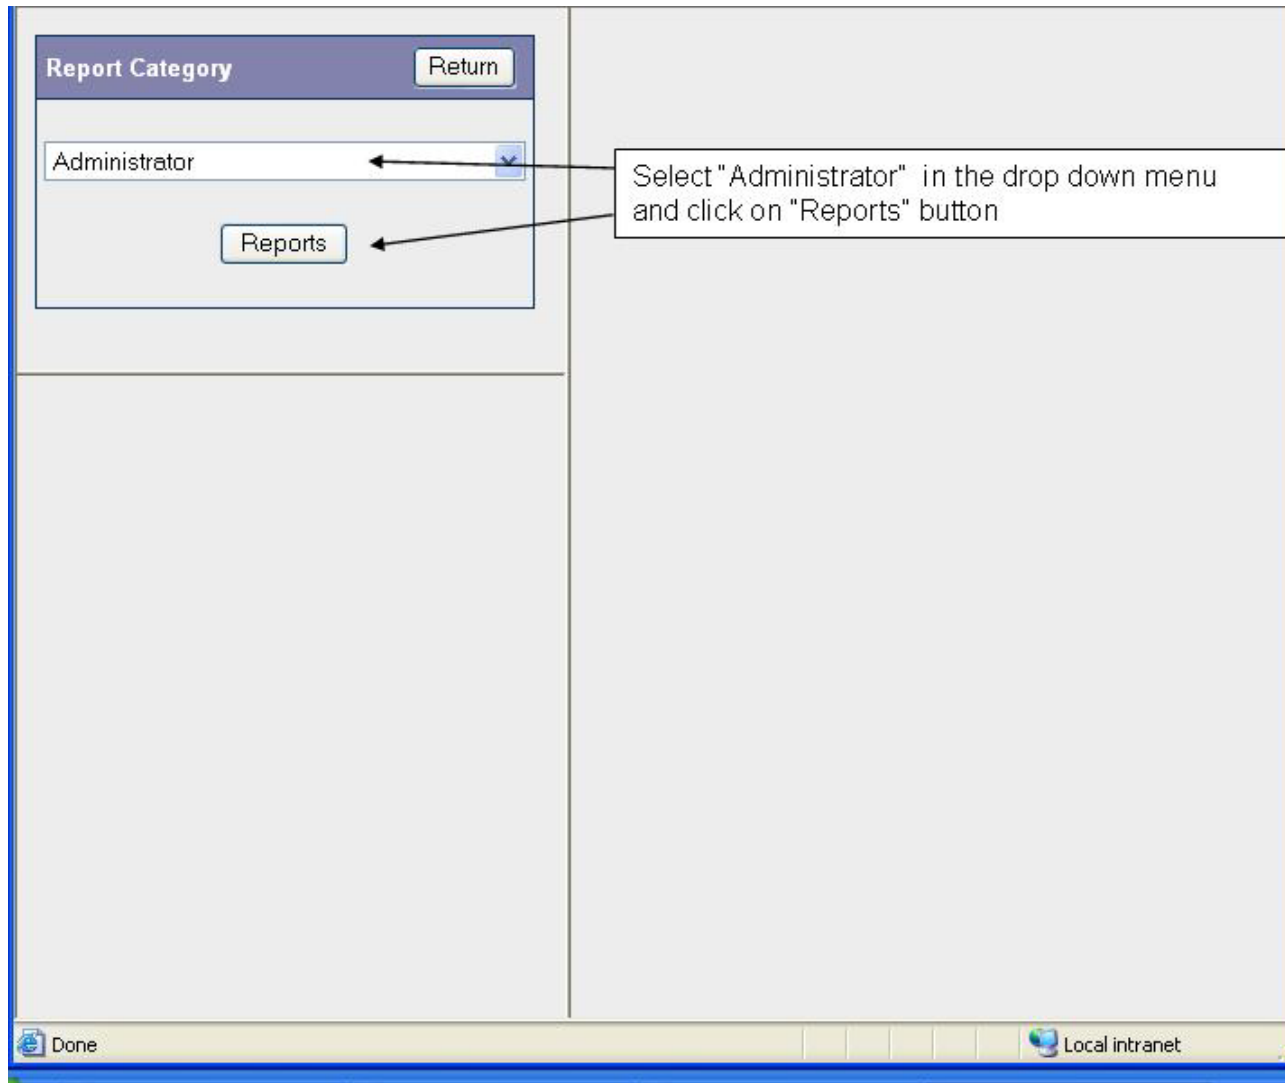 Report Category
Return
Administrator
Select "Administrator" in the drop down menu
and click on "Reports" button
Reports
Done
Local intranet